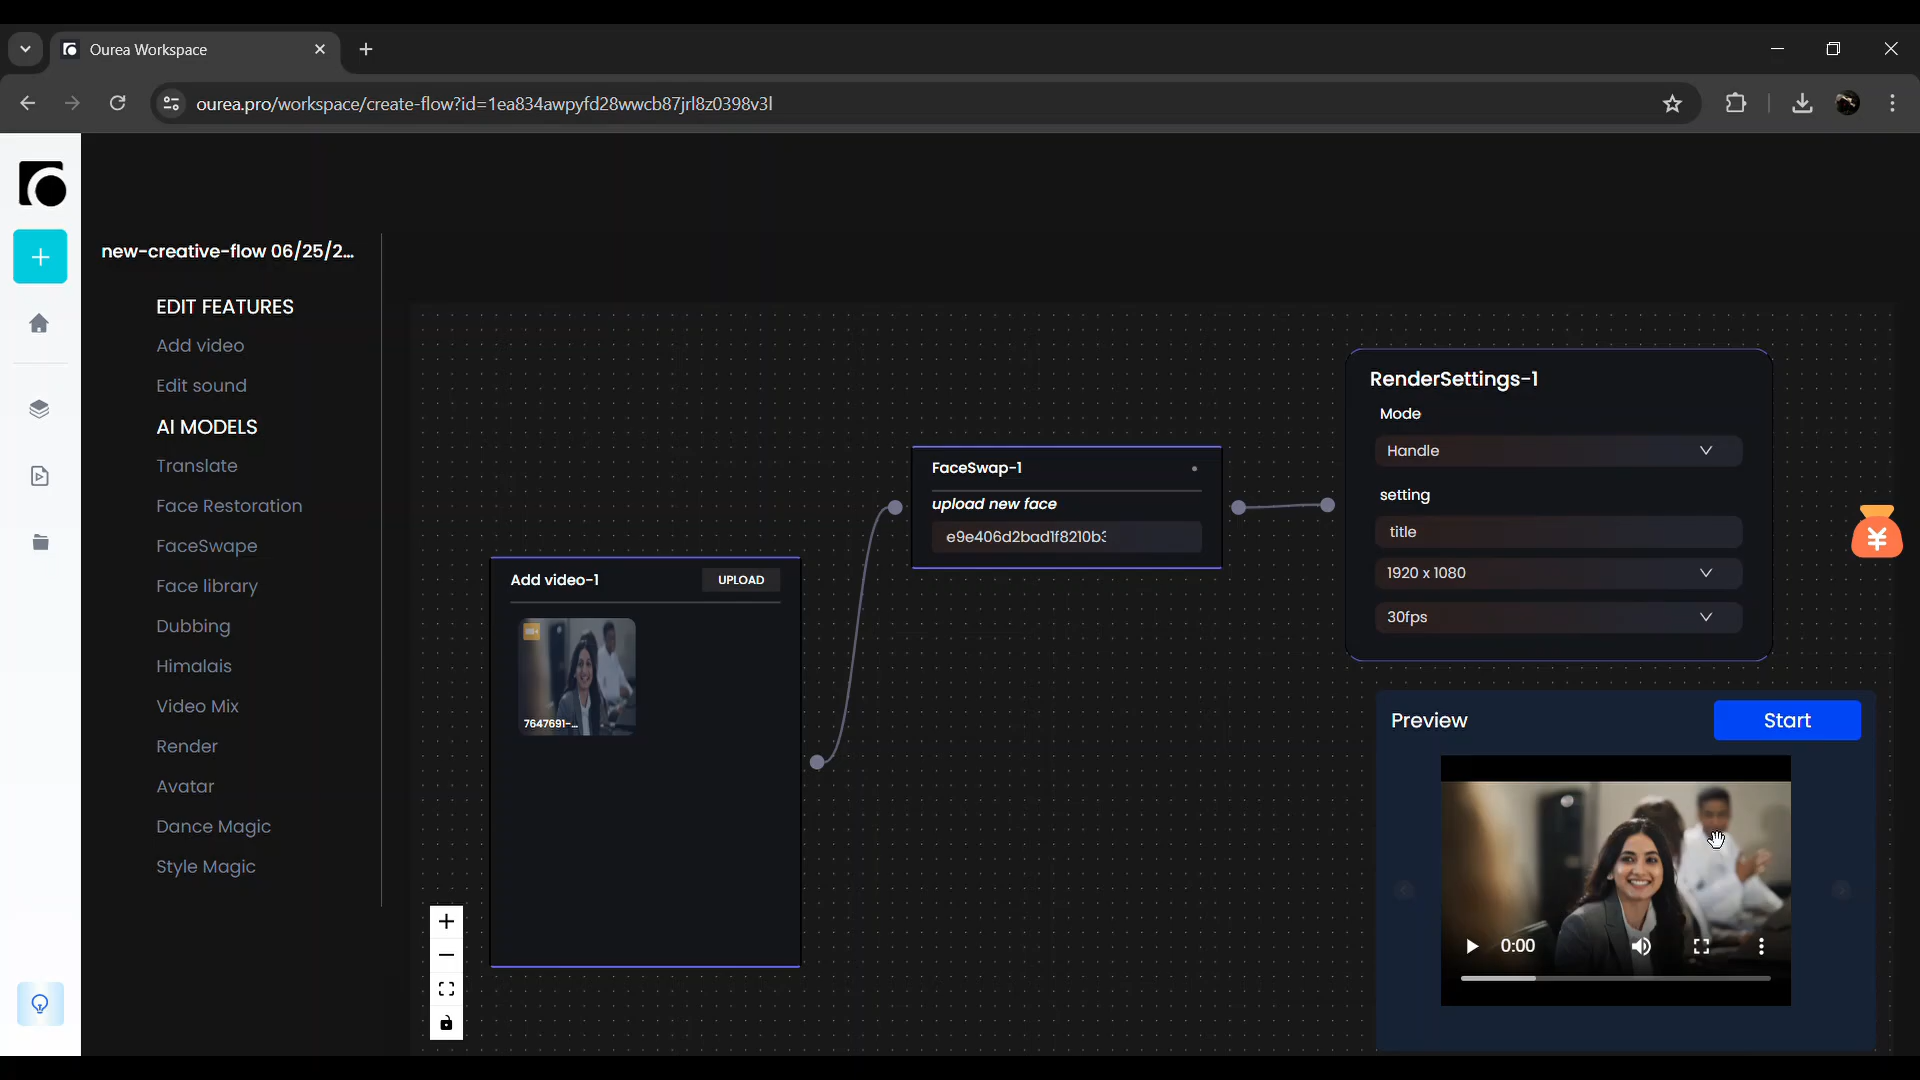 Ourea Workspace
ourea.pro/workspace/create-flow?id=1ea834awpyfd28wwcb87jrl8z0398v3l
new-creative-flow 06/25/2...
EDIT FEATURES
Add video
Edit sound
AI MODELS
Translate
Face Restoration
FaceSwape
Face library
Dubbing
Himalais
Video Mix
Render
Avatar
Dance Magic
Style Magic
Add video-1
UPLOAD
7647691-...
FaceSwap-1
upload new face
e9e406d2bad1f8210b3
RenderSettings-1
Mode
Handle
setting
title
1920 x 1080
30fps
¥
Preview
Start
0:00